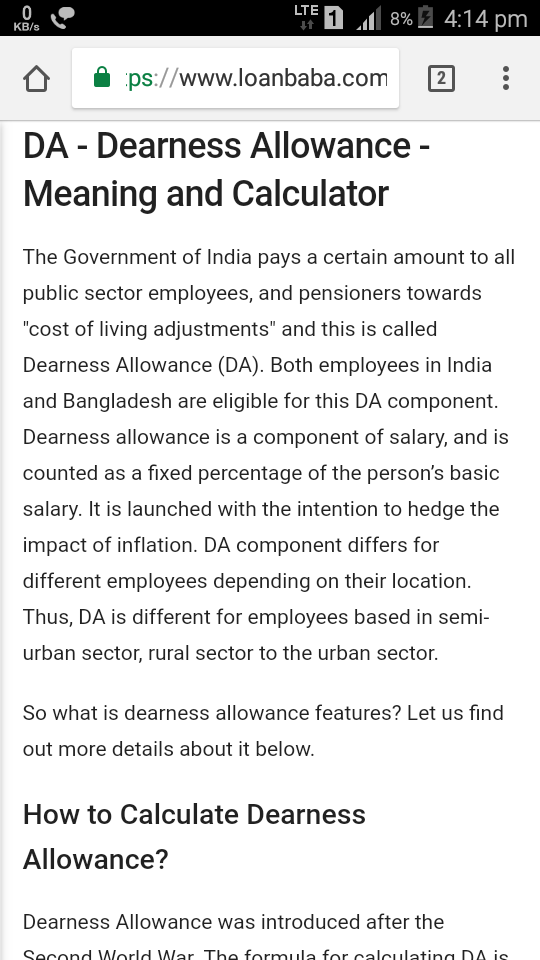 0
KB/s
LTE
1
8%
4:14 pm
ps://www.loanbaba.com
2
DA - Dearness Allowance -
Meaning and Calculator
The Government of India pays a certain amount to all
public sector employees, and pensioners towards
"cost of living adjustments" and this is called
Dearness Allowance (DA). Both employees in India
and Bangladesh are eligible for this DA component.
Dearness allowance is a component of salary, and is
counted as a fixed percentage of the person’s basic
salary. It is launched with the intention to hedge the
impact of inflation. DA component differs for
different employees depending on their location.
Thus, DA is different for employees based in semi-
urban sector, rural sector to the urban sector.
So what is dearness allowance features? Let us find
out more details about it below.
How to Calculate Dearness
Allowance?
Dearness Allowance was introduced after the
Second World War. The formula for calculating DA is